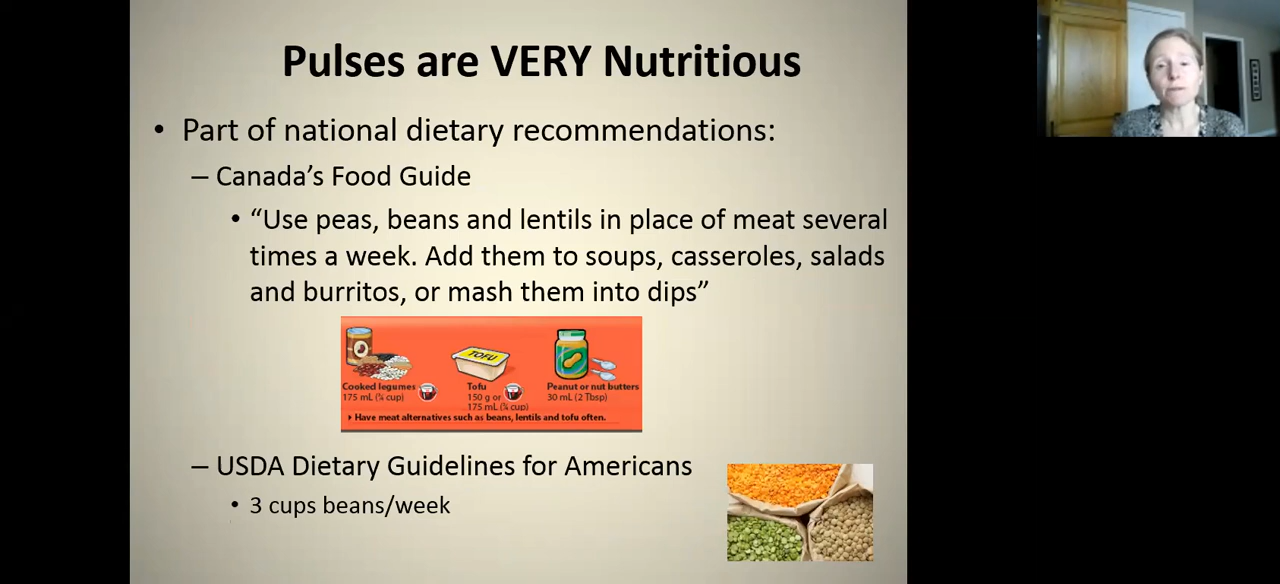 Pulses are VERY Nutritious
• Part of national dietary recommendations:
– Canada’s Food Guide
• “Use peas, beans and lentils in place of meat several
times a week. Add them to soups, casseroles, salads
and burritos, or mash them into dips”
TOFU
Cooked legumes
175 mL (¾ cup)
Tofu
150 g or
175 mL (¾ cup)
Peanut or nut butters
30 mL (2 Tbsp)
Have meat alternatives such as beans, lentils and tofu often.
– USDA Dietary Guidelines for Americans
• 3 cups beans/week